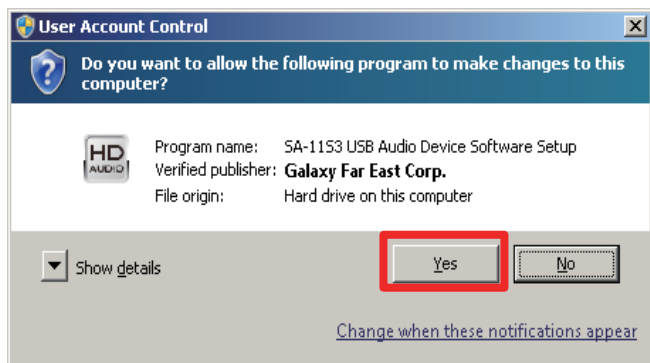 User Account Control
Do you want to allow the following program to make changes to this
computer?
HD
AUDIO
Program name: SA-11S3 USB Audio Device Software Setup
Verified publisher: Galaxy Far East Corp.
File origin: Hard drive on this computer
Show details
Yes
No
Change when these notifications appear